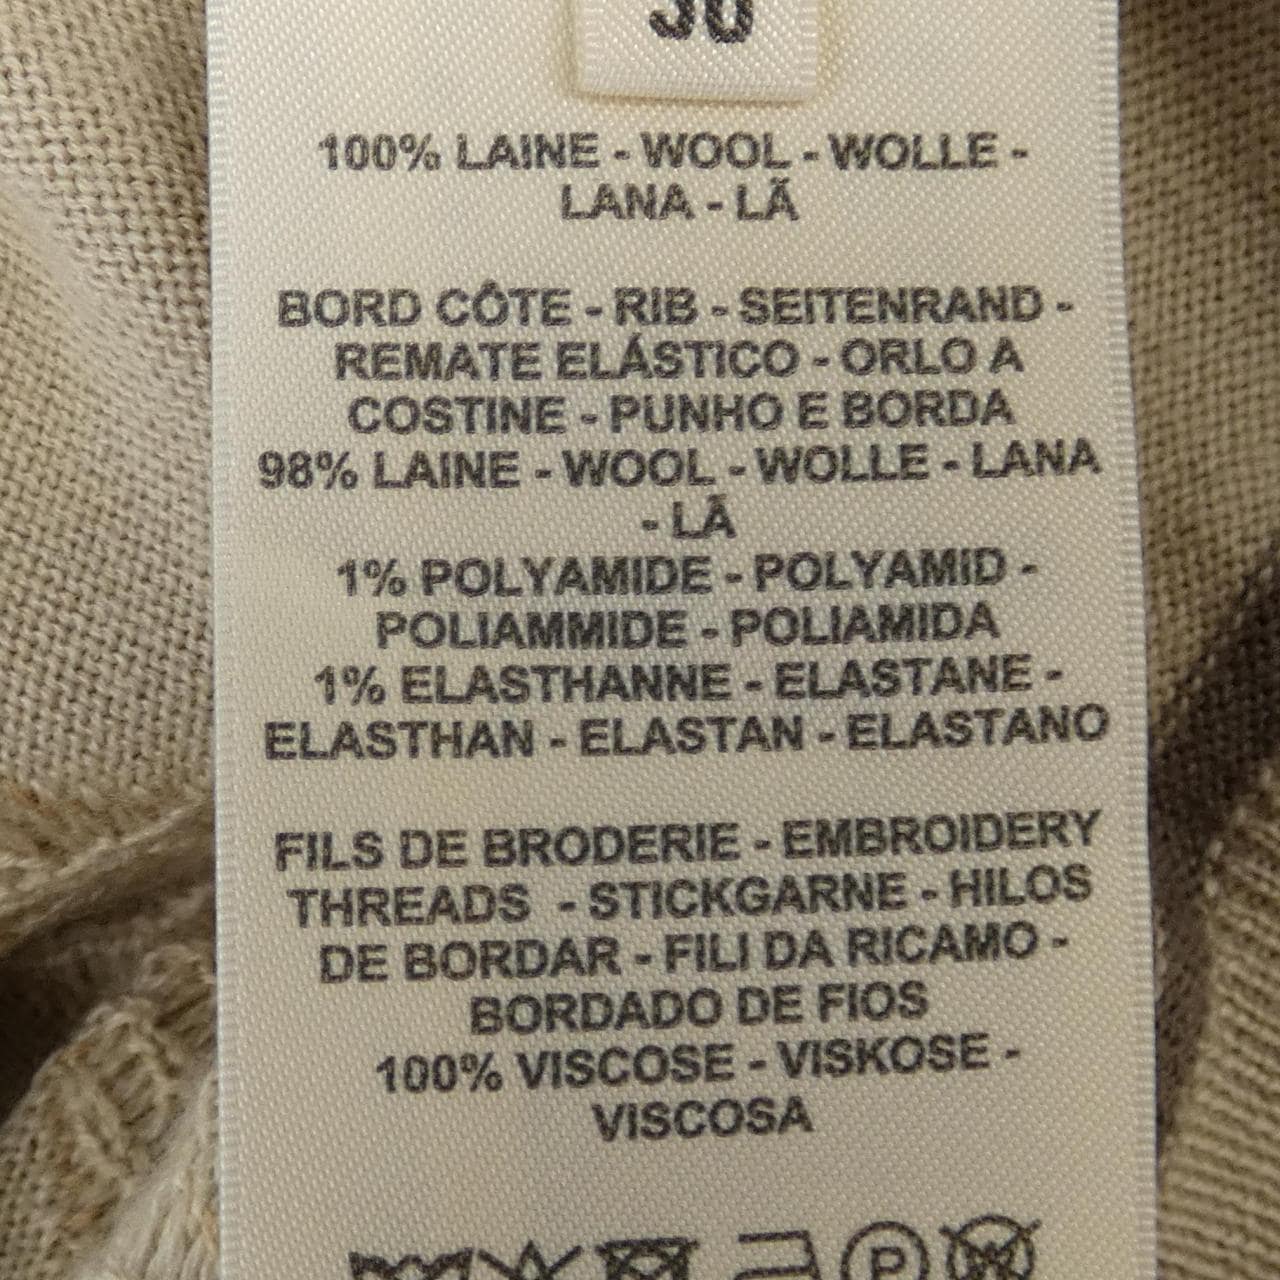 100% LAINE - WOOL - WOLLE -
LANA - LÃ
BORD CÔTE - RIB - SEITENRAND -
REMATE ELÁSTICO - ORLO A
COSTINE - PUNHO E BORDA
98% LAINE - WOOL - WOLLE - LANA
- LÃ
1% POLYAMIDE - POLYAMID -
POLIAMMIDE - POLIAMIDA
1% ELASTHANNE - ELASTANE -
ELASTHAN - ELASTAN - ELASTANO
FILS DE BRODERIE - EMBROIDERY
THREADS - STICKGARNE - HILOS
DE BORDAR - FILI DA RICAMO -
BORDADO DE FIOS
100% VISCOSE - VISKOSE -
VISCOSA
P